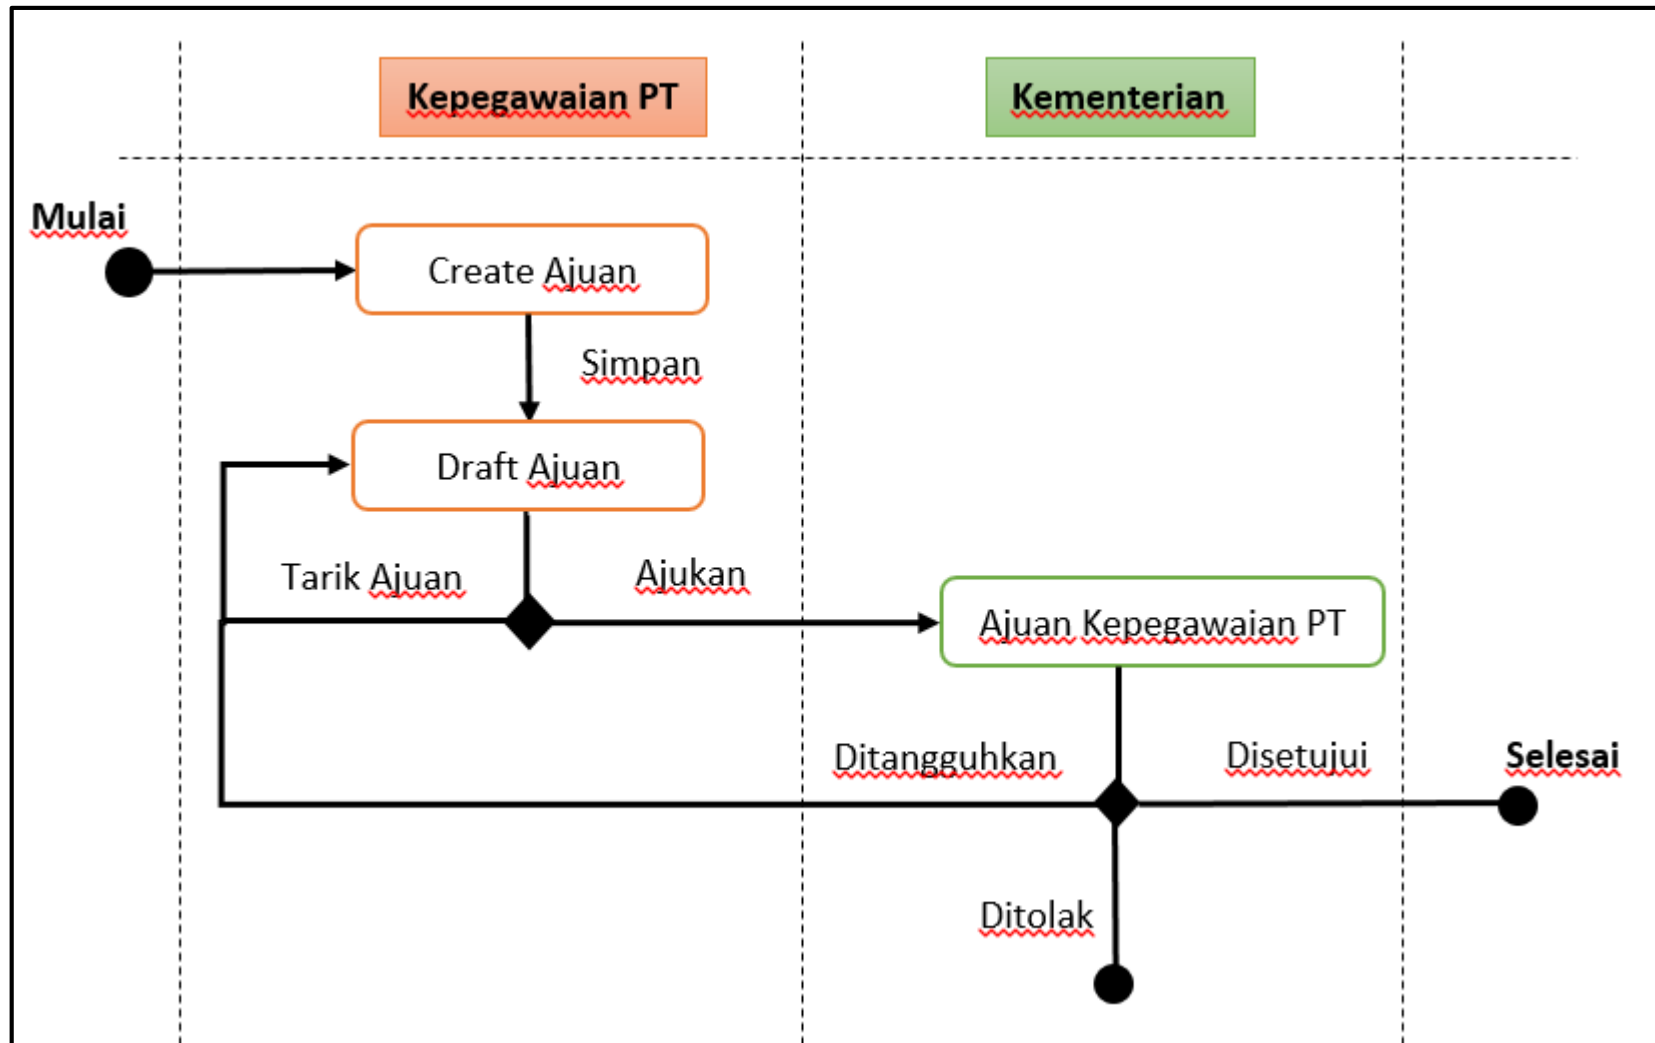 Kepegawaian PT
Kementerian
Mulai
Create Ajuan
Simpan
Draft Ajuan
Tarik Ajuan
Ajukan
Ajuan Kepegawaian PT
Ditangguhkan
Disetujui
Selesai
Ditolak